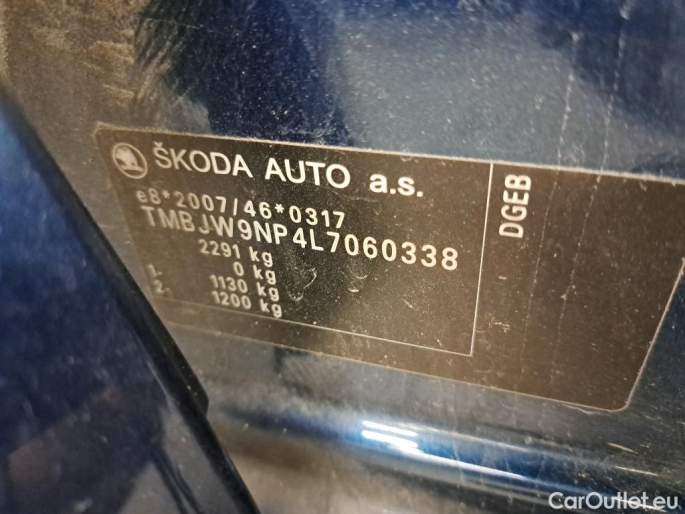 ŠKODA AUTO a.s.
e8*2007/46*0317
TMBJW9NP4L7060338
2291 kg
0 kg
1- 1130 kg
2- 1200 kg
DGEB
CarOutlet.eu